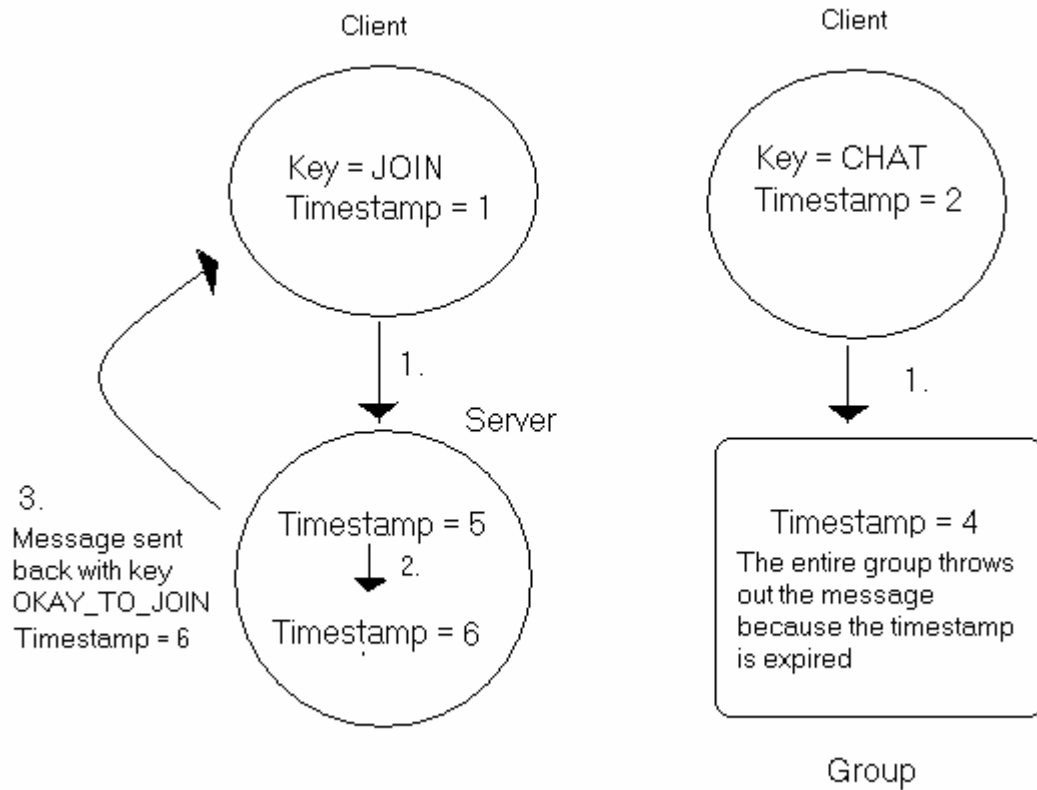 Client
Key = JOIN
Timestamp = 1
1.
Server
Timestamp = 5
2.
Timestamp = 6
3.
Message sent
back with key
OKAY_TO_JOIN
Timestamp = 6
Client
Key = CHAT
Timestamp = 2
1.
Timestamp = 4
The entire group throws
out the message
because the timestamp
is expired
Group